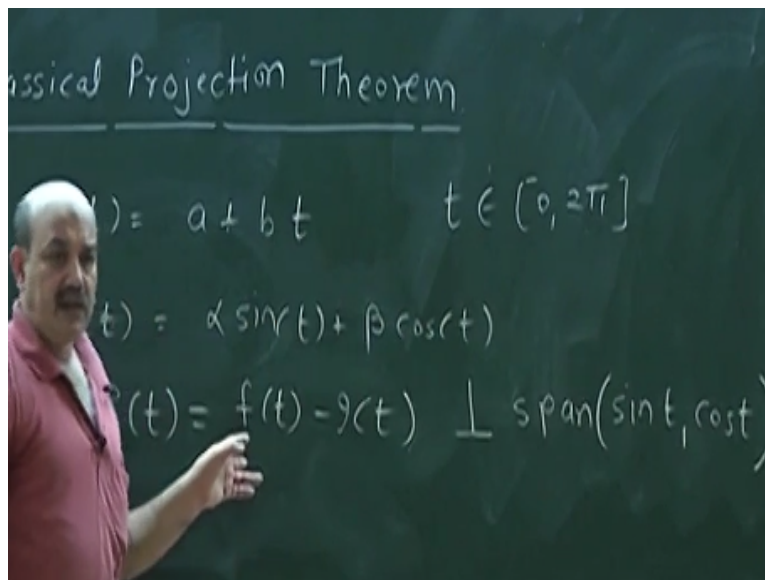 assical Projection Theorem
) = a + b t t ∈ [0, 2π]
t) = α sin(t) + β cos(t)
(t) = f(t) - g(t) ⊥ span(sin t, cos t)